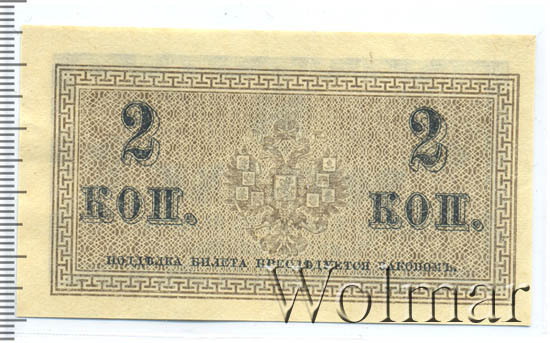 2 2
КОП. КОП.
ПОДДѢЛКА БИЛЕТА ПРЕСЛѢДУЕТСЯ ЗАКОНОМЪ.
Wolmar